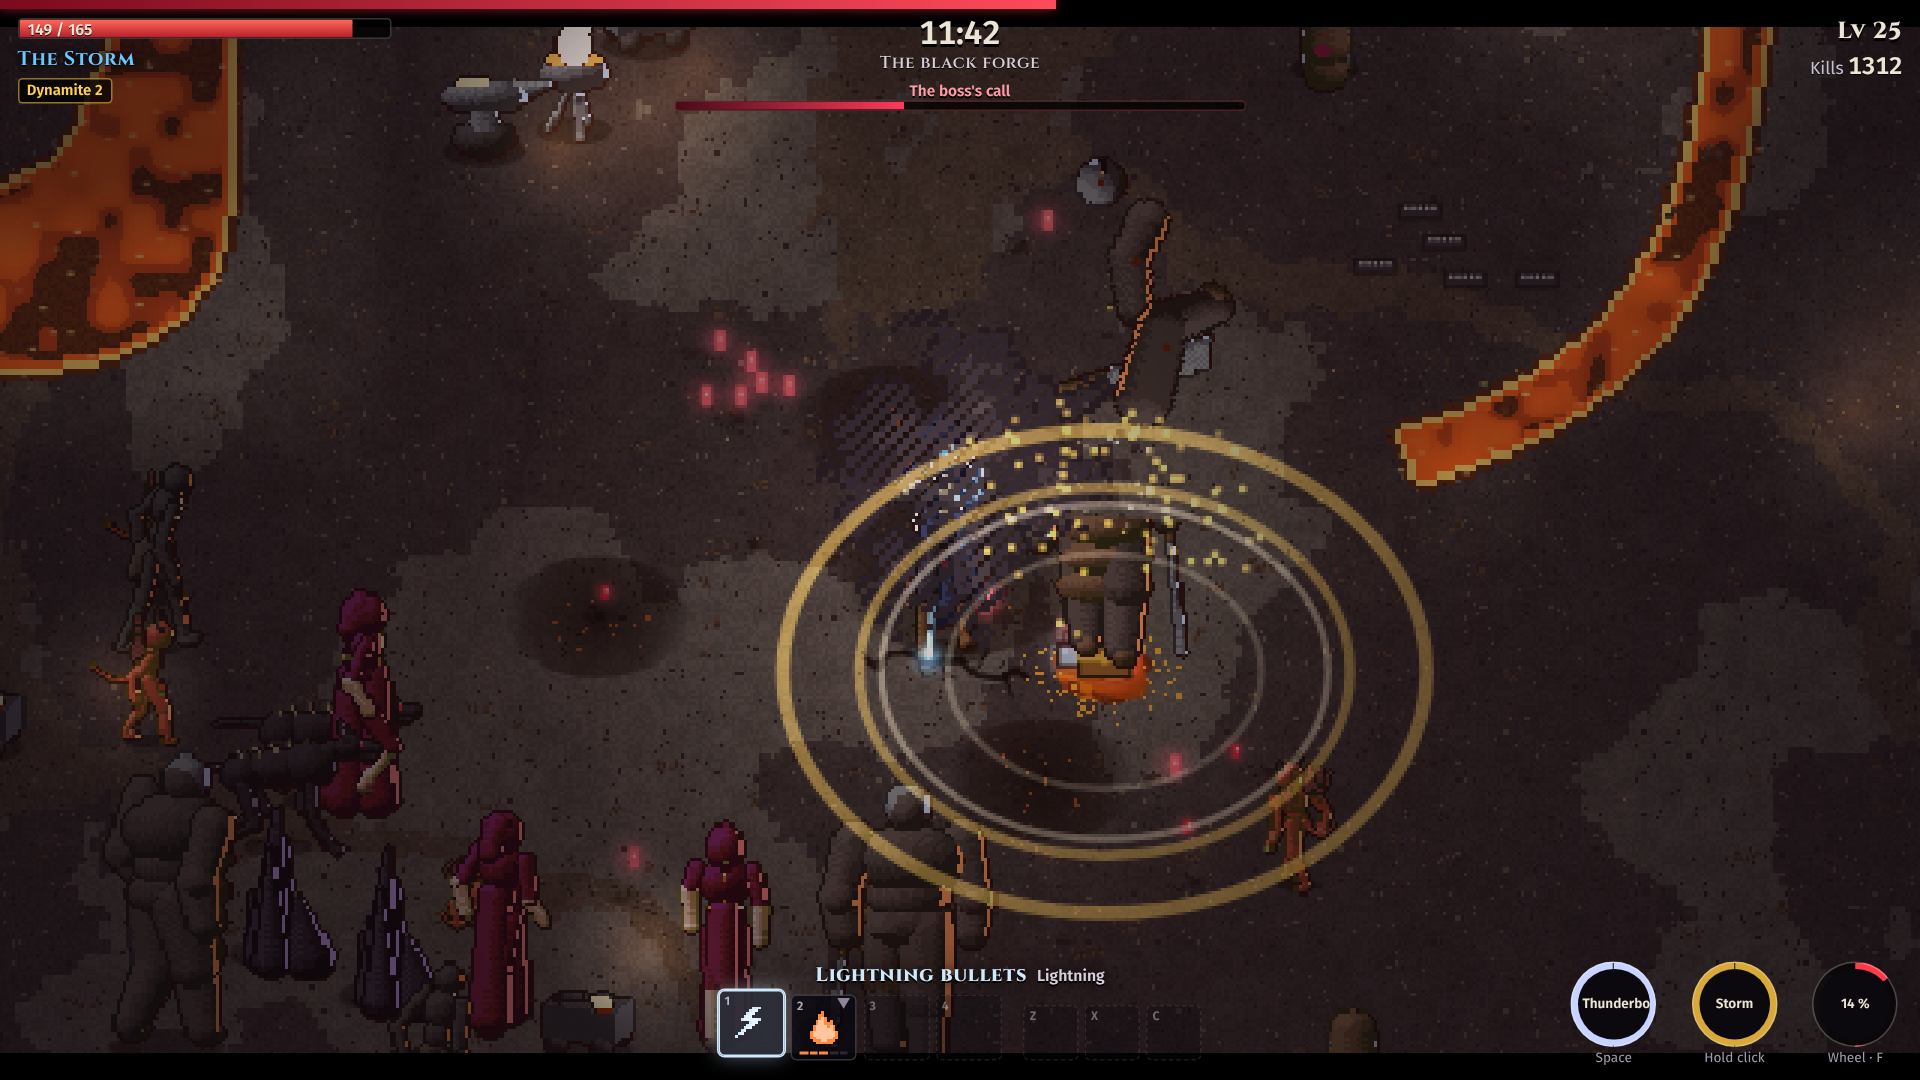 149 / 165
THE STORM
Dynamite 2
11:42
THE BLACK FORGE
The boss's call
Lv 25
Kills 1312
LIGHTNING BULLETS Lightning
1
2
3
4
Z
X
C
Thunderbo
Space
Storm
Hold click
14 %
Wheel · F